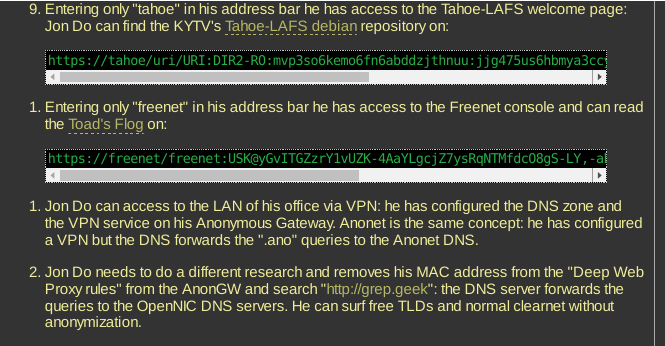 9. Entering only "tahoe" in his address bar he has access to the Tahoe-LAFS welcome page:
Jon Do can find the KYTV's Tahoe-LAFS debian repository on:
https://tahoe/uri/URI:DIR2-RO:mvp3so6kemo6fn6abddzjthnuu:jjg475us6hbmya3cc
1. Entering only "freenet" in his address bar he has access to the Freenet console and can read
the Toad's Flog on:
https://freenet/freenet:USK@yGvITGZzrY1vUZK-4AaYLgcjZ7ysRqNTMfdcO8gS-LY,-a
1. Jon Do can access to the LAN of his office via VPN: he has configured the DNS zone and
the VPN service on his Anonymous Gateway. Anonet is the same concept: he has configured
a VPN but the DNS forwards the ".ano" queries to the Anonet DNS.
2. Jon Do needs to do a different research and removes his MAC address from the "Deep Web
Proxy rules" from the AnonGW and search "http://grep.geek": the DNS server forwards the
queries to the OpenNIC DNS servers. He can surf free TLDs and normal clearnet without
anonymization.